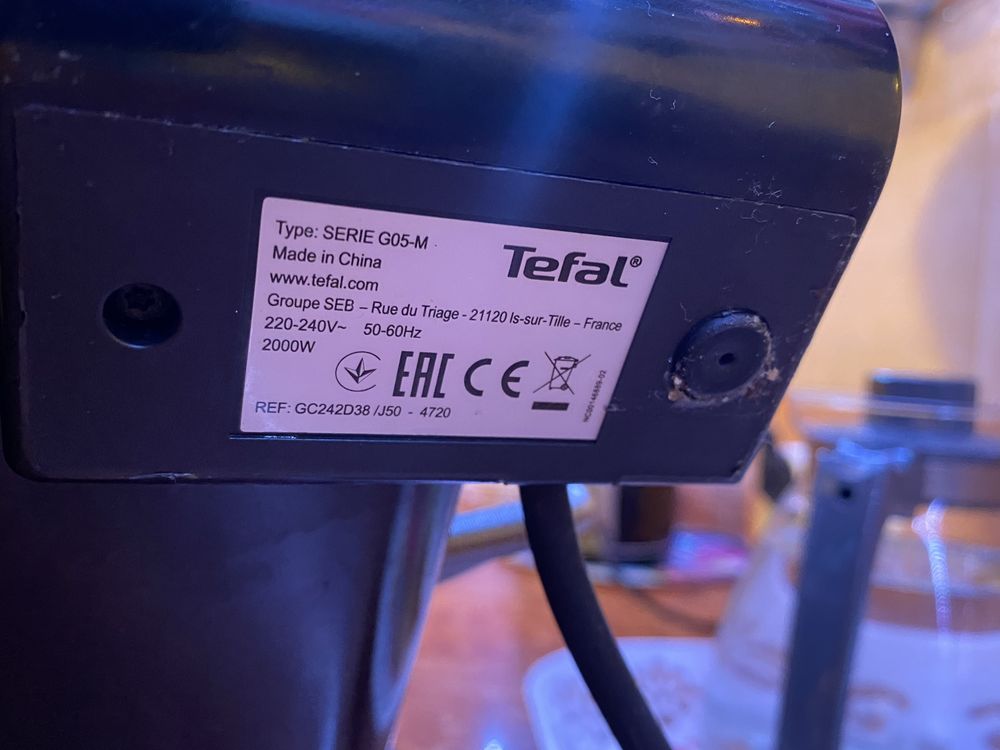 Type: SERIE G05-M
Made in China
www.tefal.com
Tefal®
Groupe SEB – Rue du Triage - 21120 Is-sur-Tille – France
220-240V~ 50-60Hz
2000W
EAC CE
REF: GC242D38 /J50 - 4720